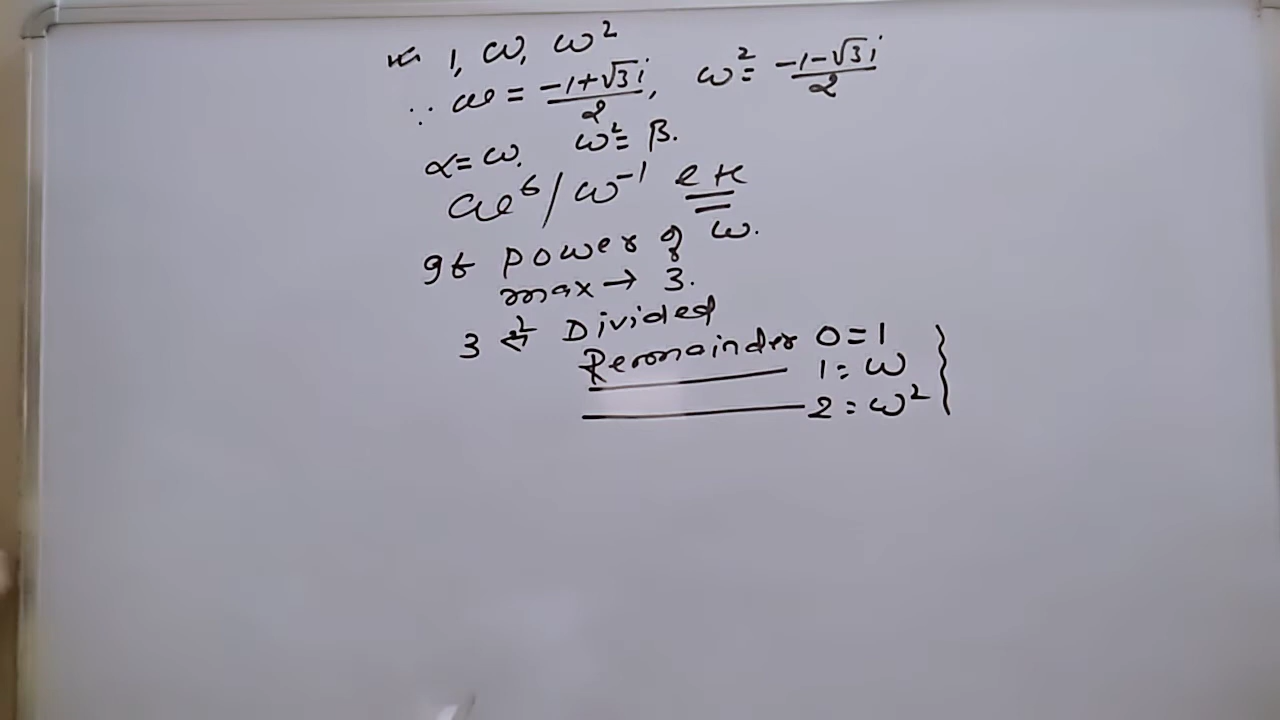 1, ω, ω²
∵ ω = (-1+√3i)/2, ω² = (-1-√3i)/2
α = ω, ω² = β.
ω⁶ / ω⁻¹ etc
If power of ω.
max → 3.
3 Divided
Remainder 0 = 1
1 = ω
2 = ω²